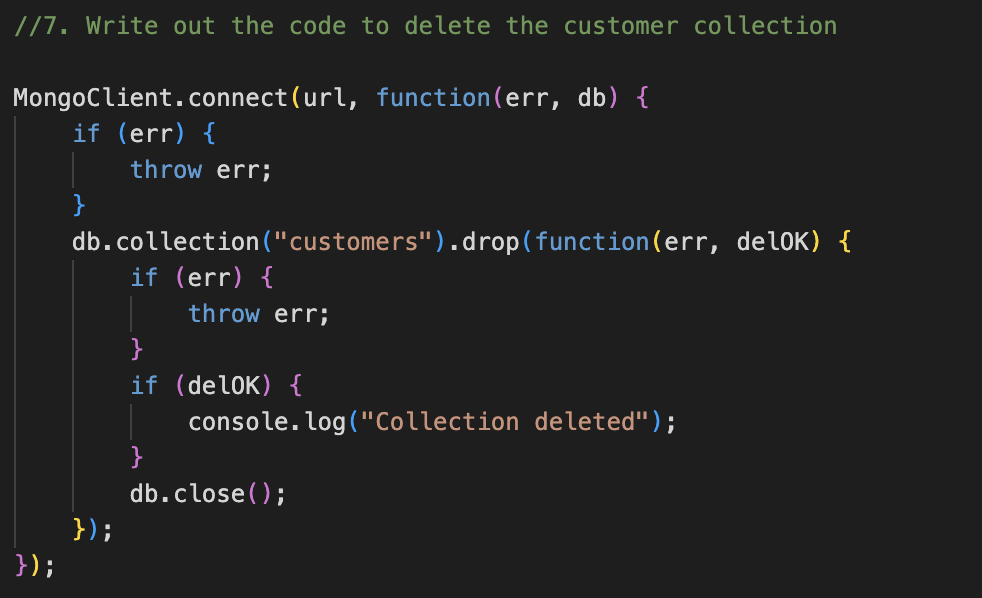 //7. Write out the code to delete the customer collection
MongoClient.connect(url, function(err, db) {
    if (err) {
        throw err;
    }
    db.collection("customers").drop(function(err, delOK) {
        if (err) {
            throw err;
        }
        if (delOK) {
            console.log("Collection deleted");
        }
        db.close();
    });
});